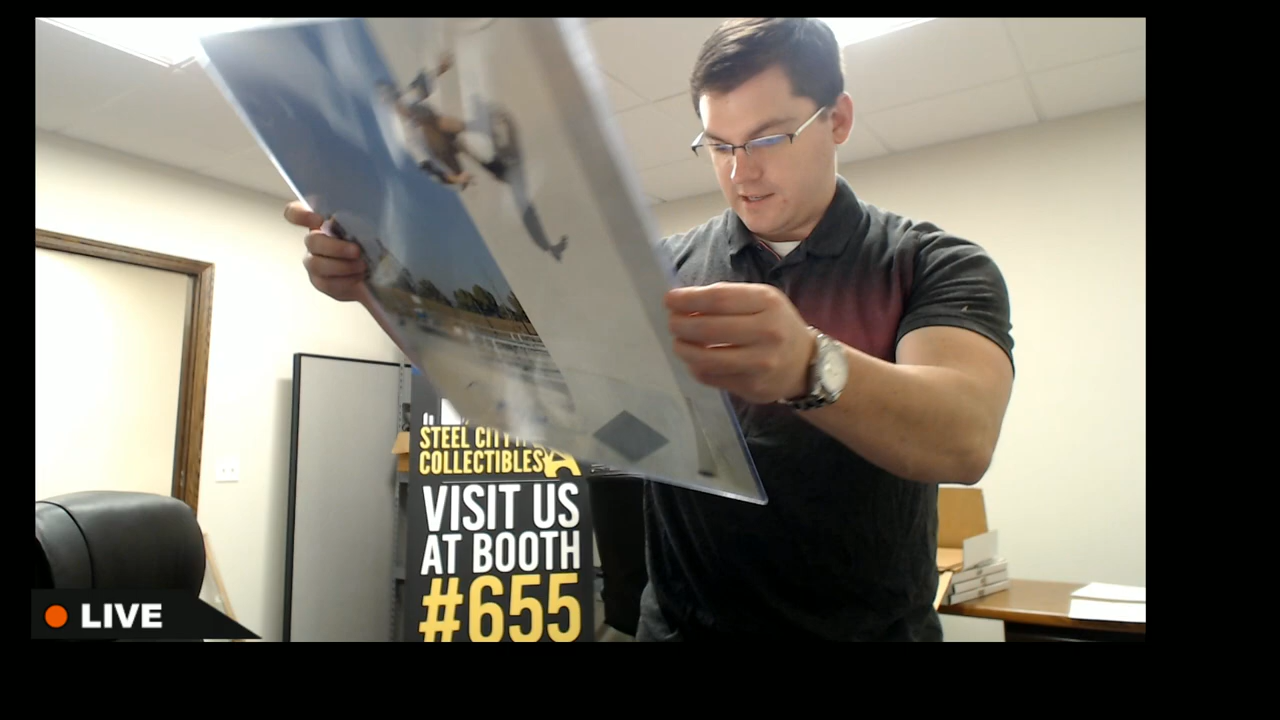 STEEL CITY
COLLECTIBLES
VISIT US
AT BOOTH
#655
LIVE